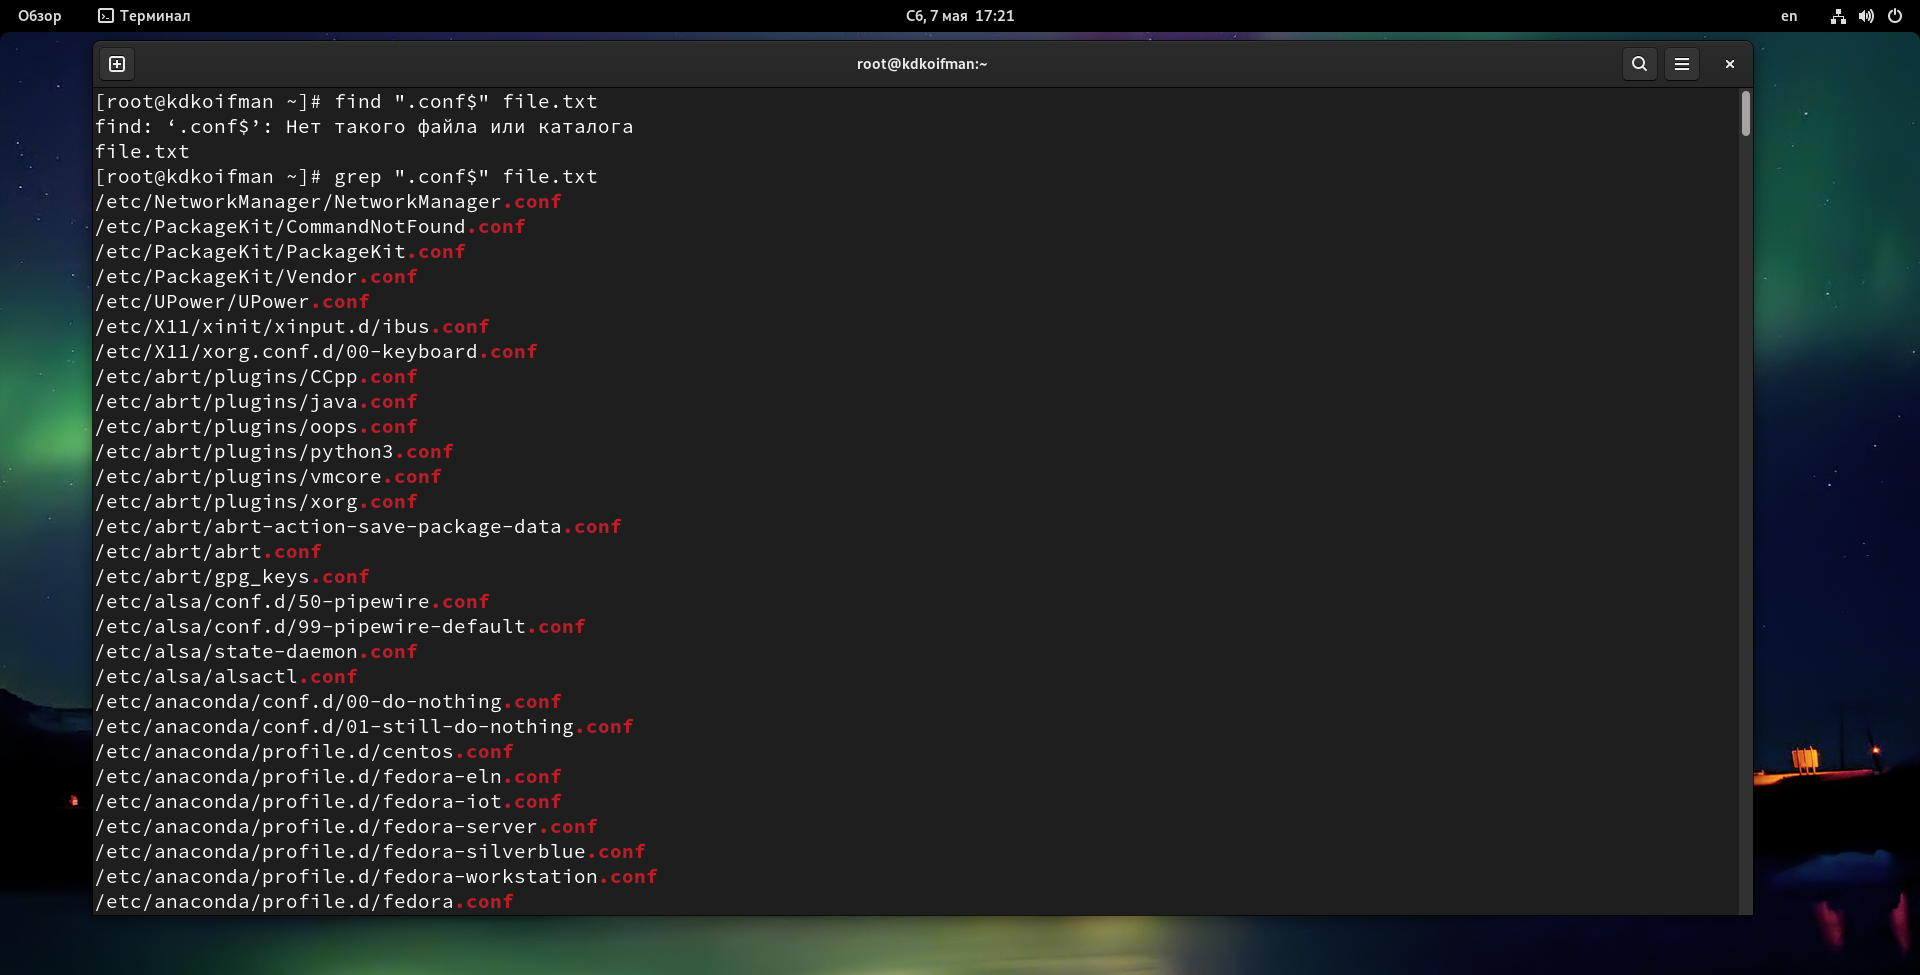 Обзор Терминал Сб, 7 мая 17:21 en
root@kdkoifman:~
[root@kdkoifman ~]# find ".conf$" file.txt
find: ‘.conf$’: Нет такого файла или каталога
file.txt
[root@kdkoifman ~]# grep ".conf$" file.txt
/etc/NetworkManager/NetworkManager.conf
/etc/PackageKit/CommandNotFound.conf
/etc/PackageKit/PackageKit.conf
/etc/PackageKit/Vendor.conf
/etc/UPower/UPower.conf
/etc/X11/xinit/xinput.d/ibus.conf
/etc/X11/xorg.conf.d/00-keyboard.conf
/etc/abrt/plugins/CCpp.conf
/etc/abrt/plugins/java.conf
/etc/abrt/plugins/oops.conf
/etc/abrt/plugins/python3.conf
/etc/abrt/plugins/vmcore.conf
/etc/abrt/plugins/xorg.conf
/etc/abrt/abrt-action-save-package-data.conf
/etc/abrt/abrt.conf
/etc/abrt/gpg_keys.conf
/etc/alsa/conf.d/50-pipewire.conf
/etc/alsa/conf.d/99-pipewire-default.conf
/etc/alsa/state-daemon.conf
/etc/alsa/alsactl.conf
/etc/anaconda/conf.d/00-do-nothing.conf
/etc/anaconda/conf.d/01-still-do-nothing.conf
/etc/anaconda/profile.d/centos.conf
/etc/anaconda/profile.d/fedora-eln.conf
/etc/anaconda/profile.d/fedora-iot.conf
/etc/anaconda/profile.d/fedora-server.conf
/etc/anaconda/profile.d/fedora-silverblue.conf
/etc/anaconda/profile.d/fedora-workstation.conf
/etc/anaconda/profile.d/fedora.conf